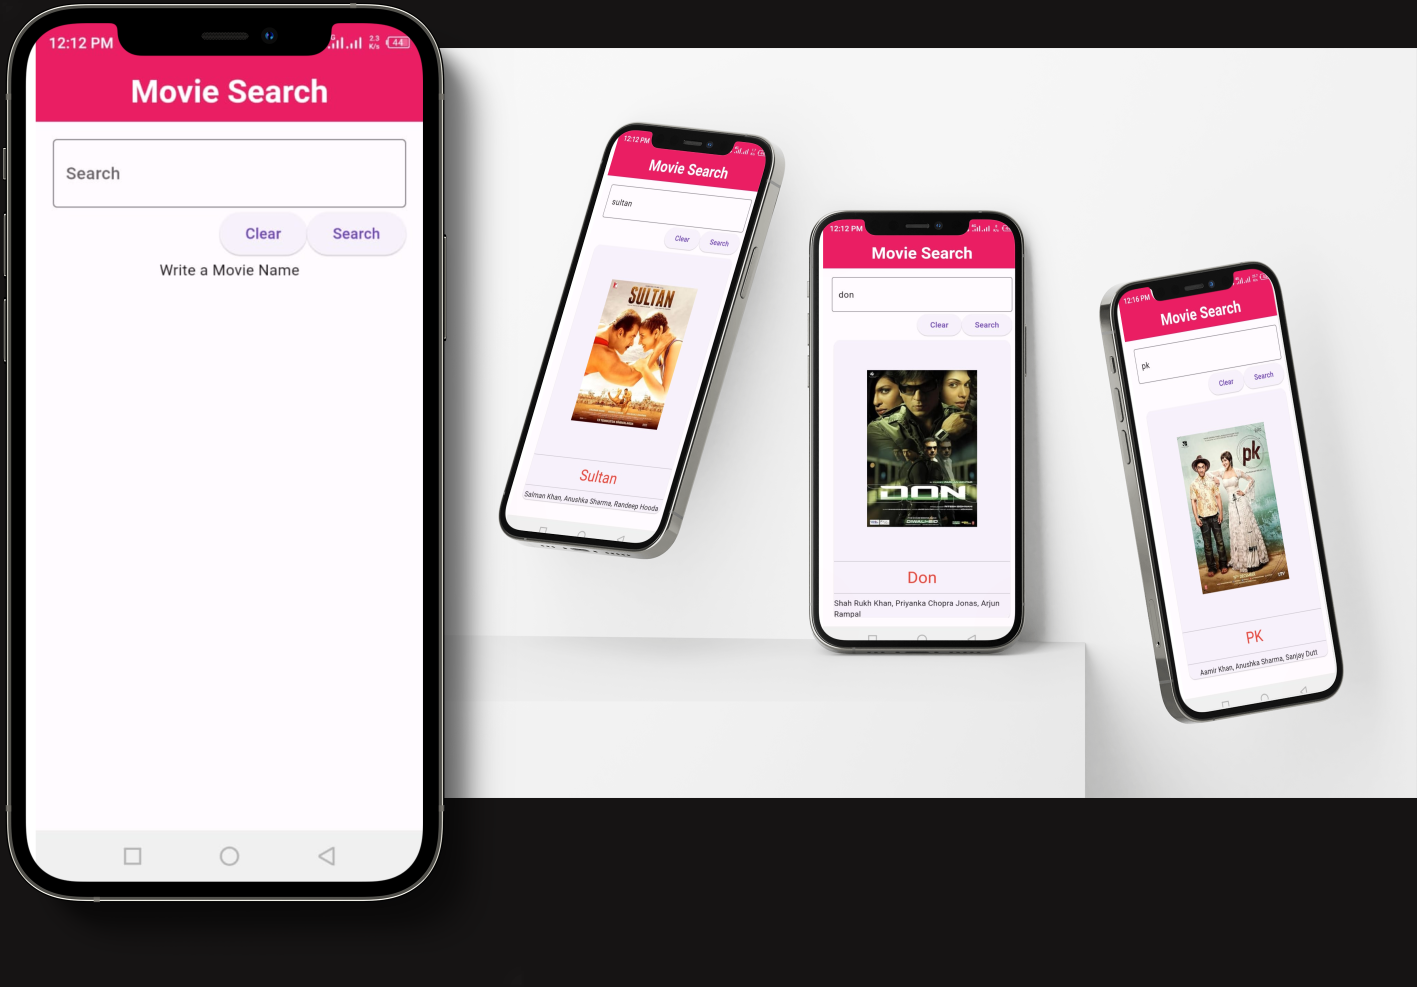 12:12 PM
2.3
K/s
44
Movie Search
Search
Clear
Search
Write a Movie Name
12:12 PM
Movie Search
sultan
Clear
Search
SULTAN
Sultan
Salman Khan, Anushka Sharma, Randeep Hooda
12:12 PM
Movie Search
don
Clear
Search
DON
Don
Shah Rukh Khan, Priyanka Chopra Jonas, Arjun
Rampal
12:16 PM
Movie Search
pk
Clear
Search
pk
PK
Aamir Khan, Anushka Sharma, Sanjay Dutt